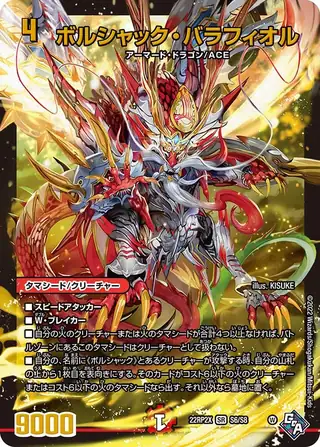 4
ボルシャック・バラフィオル
アーマード・ドラゴン/ACE
illus. KISUKE
タマシード/クリーチャー
■スピードアタッカー
■W・ブレイカー
■自分の火のクリーチャーまたは火のタマシードが合計4つ以上なければ、バト
ルゾーンにあるこのタマシードはクリーチャーとして扱わない。
■自分の、名前に《ボルシャック》とあるクリーチャーが攻撃する時、自分の山札
の上から1枚目を表向きにする。そのカードがコスト6以下の火のクリーチャー
またはコスト6以下の火のタマシードなら出す。それ以外なら墓地に置く。
9000
22RP2X SR S6/S8
W